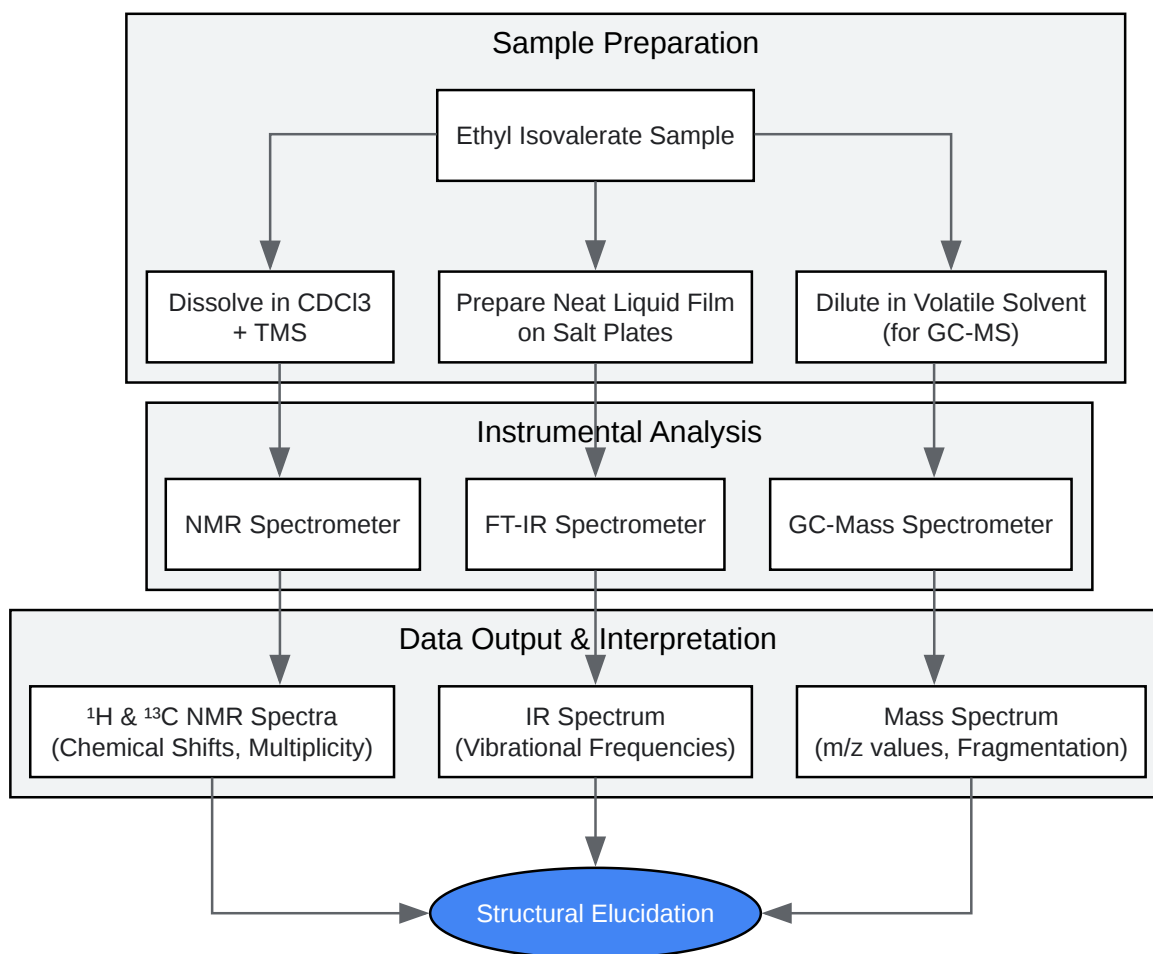 Sample Preparation
Ethyl Isovalerate Sample
Dissolve in CDCl3
+ TMS
Prepare Neat Liquid Film
on Salt Plates
Dilute in Volatile Solvent
(for GC-MS)
Instrumental Analysis
NMR Spectrometer
FT-IR Spectrometer
GC-Mass Spectrometer
Data Output & Interpretation
¹H & ¹³C NMR Spectra
(Chemical Shifts, Multiplicity)
IR Spectrum
(Vibrational Frequencies)
Mass Spectrum
(m/z values, Fragmentation)
Structural Elucidation